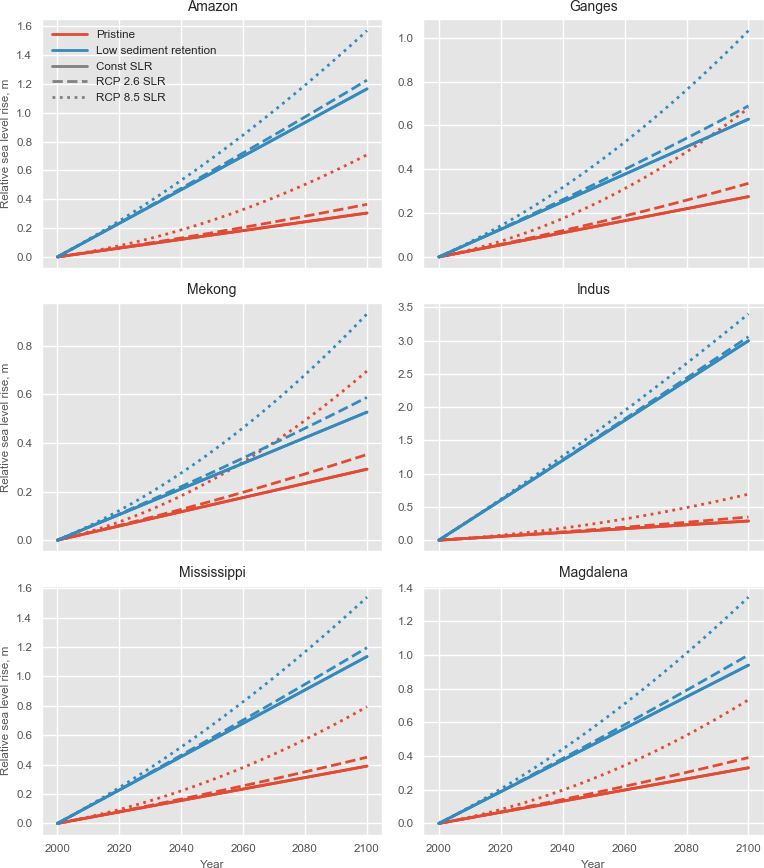 Amazon
Ganges
1.6
1.4
1.2
1.0
0.8
0.6
0.4
0.2
0.0
Relative sea level rise, m
Pristine
Low sediment retention
Const SLR
RCP 2.6 SLR
RCP 8.5 SLR
1.0
0.8
0.6
0.4
0.2
0.0
Mekong
Indus
0.8
0.6
0.4
0.2
0.0
Relative sea level rise, m
3.5
3.0
2.5
2.0
1.5
1.0
0.5
0.0
Mississippi
Magdalena
1.6
1.4
1.2
1.0
0.8
0.6
0.4
0.2
0.0
Relative sea level rise, m
1.4
1.2
1.0
0.8
0.6
0.4
0.2
0.0
2000 2020 2040 2060 2080 2100
Year
2000 2020 2040 2060 2080 2100
Year